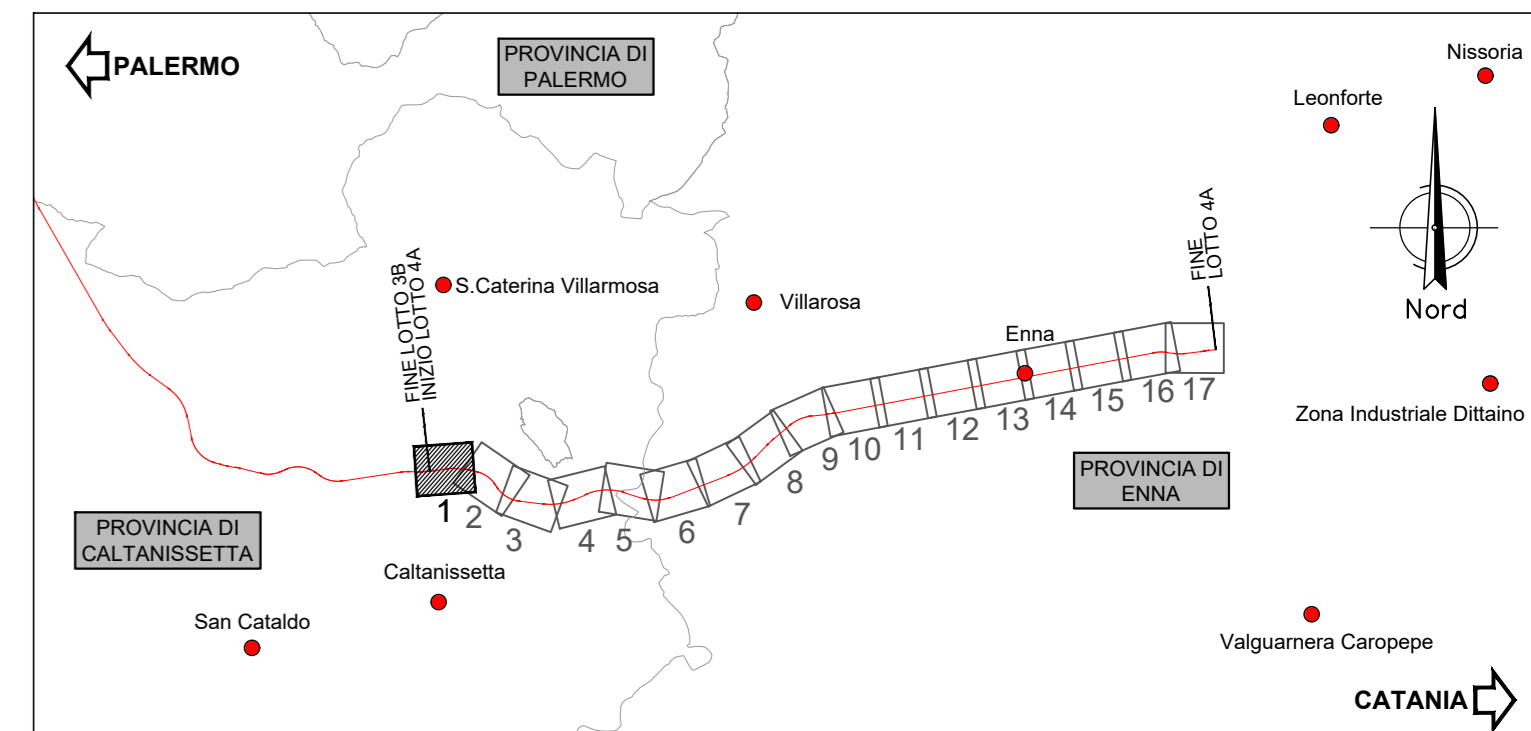 PALERMO
PROVINCIA DI
PALERMO
Nissoria
Leonforte
Nord
FINE LOTTO 3B
INIZIO LOTTO 4A
S.Caterina Villarmosa
Villarosa
Enna
FINE
LOTTO 4A
Zona Industriale Dittaino
1
2
3
4
5
6
7
8
9
10
11
12
13
14
15
16
17
PROVINCIA DI
CALTANISSETTA
PROVINCIA DI
ENNA
Caltanissetta
San Cataldo
Valguarnera Caropepe
CATANIA